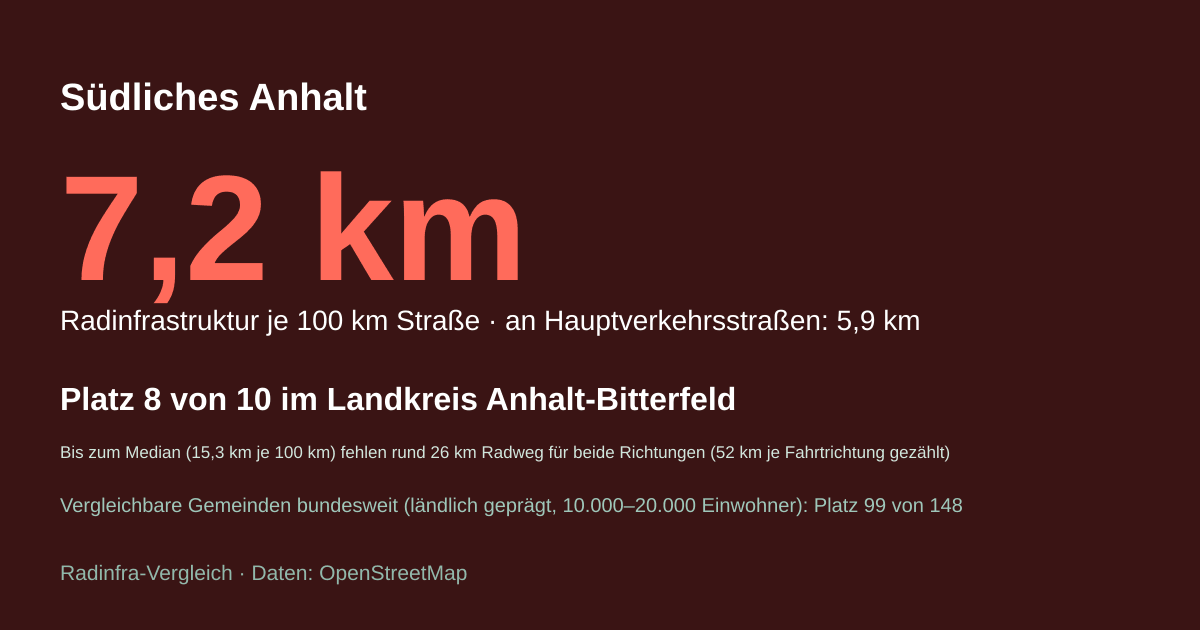 Südliches Anhalt
7,2 km
Radinfrastruktur je 100 km Straße · an Hauptverkehrsstraßen: 5,9 km
Platz 8 von 10 im Landkreis Anhalt-Bitterfeld
Bis zum Median (15,3 km je 100 km) fehlen rund 26 km Radweg für beide Richtungen (52 km je Fahrtrichtung gezählt)
Vergleichbare Gemeinden bundesweit (ländlich geprägt, 10.000–20.000 Einwohner): Platz 99 von 148
Radinfra-Vergleich · Daten: OpenStreetMap